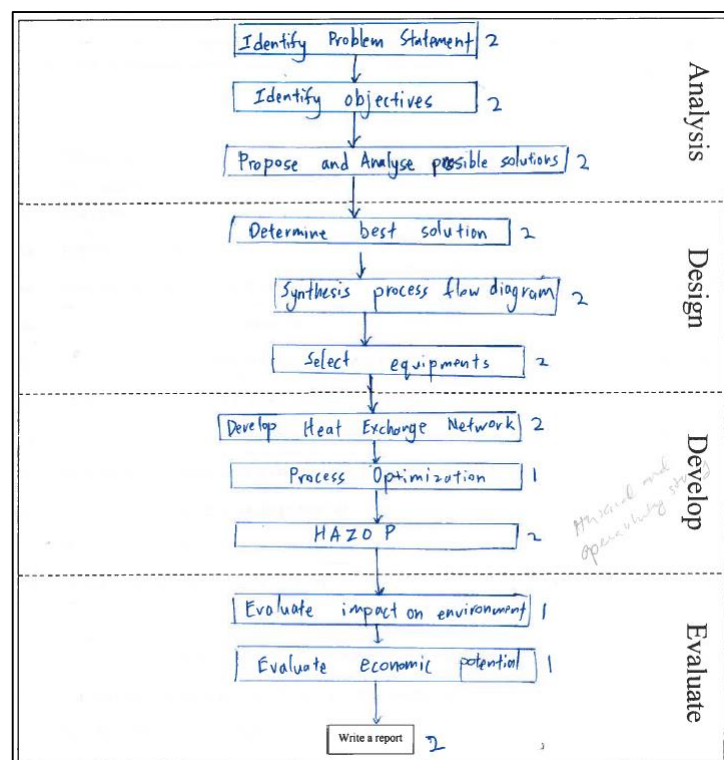 Identify Problem Statement 2
Identify objectives 2
Propose and Analyse possible solutions 2
Analysis
Determine best solution 2
Synthesis process flow diagram 2
Select equipments 2
Design
Develop Heat Exchange Network 2
Process Optimization 1
HAZOP 2
and
Develop
Evaluate impact on environment 1
Evaluate economic potential 1
Write a report 2
Evaluate